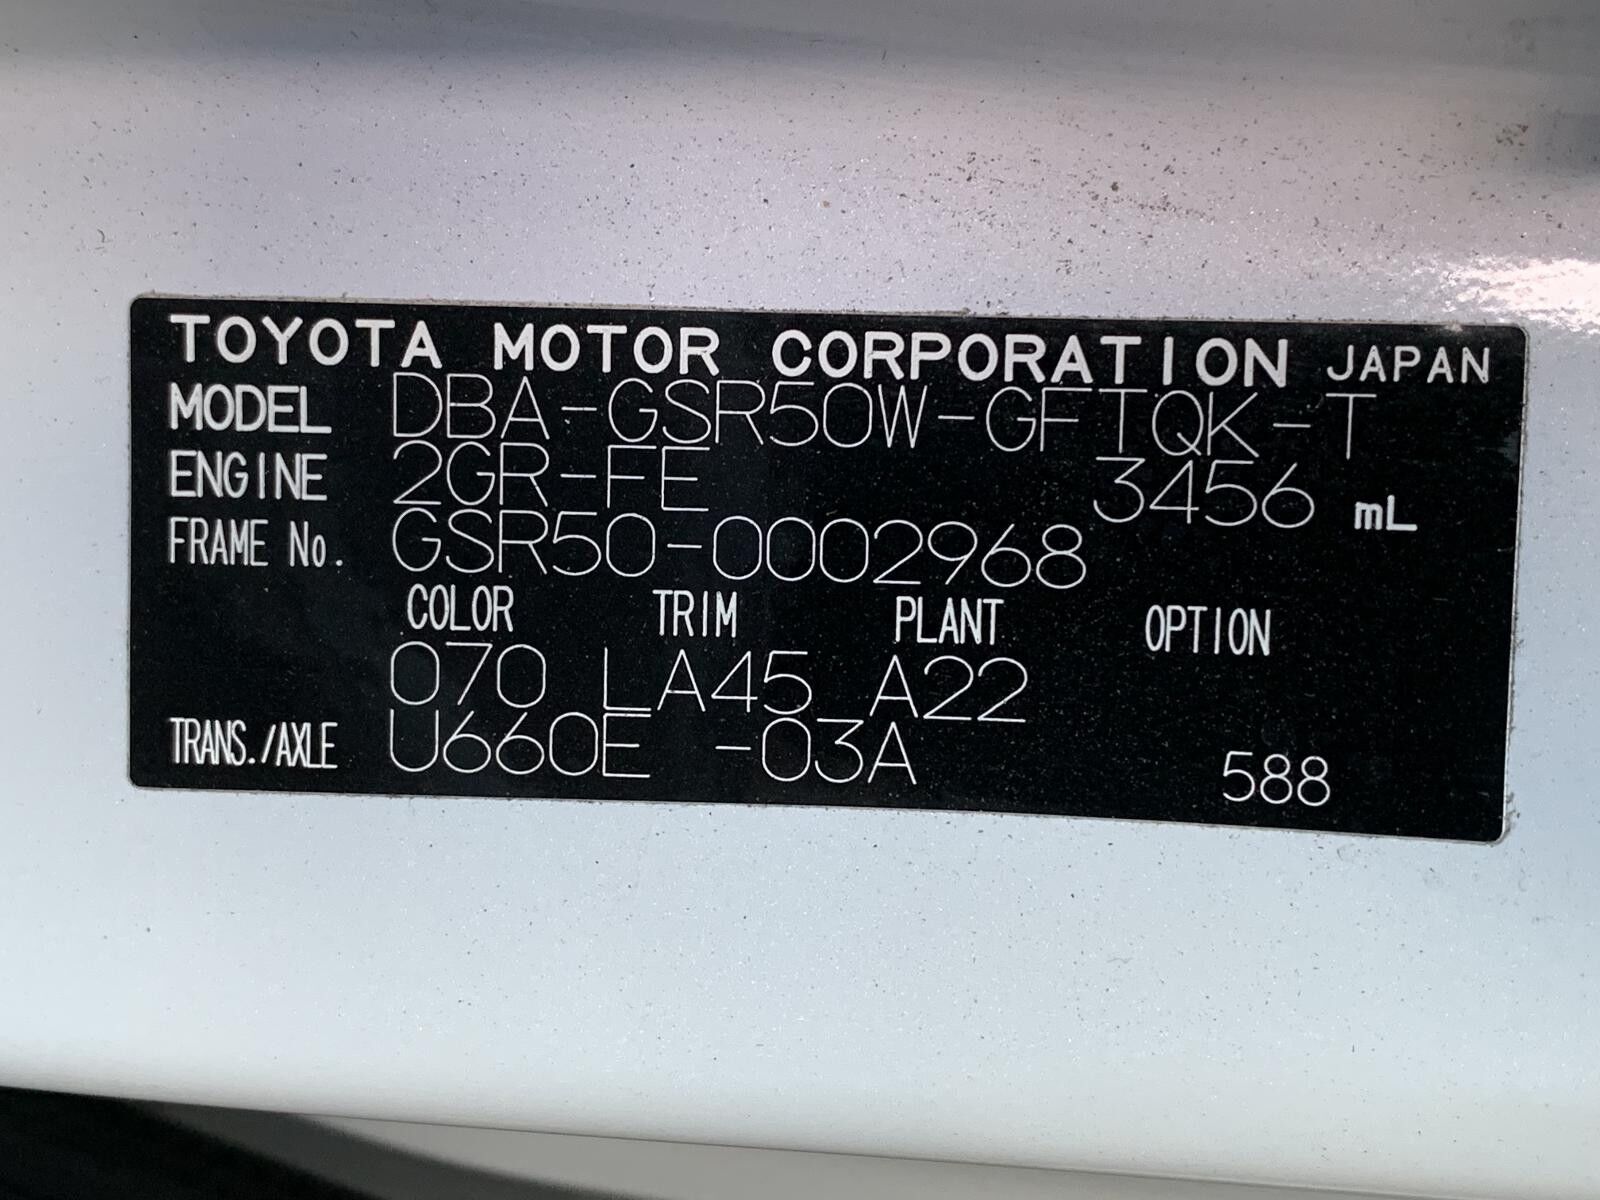 TOYOTA MOTOR CORPORATION JAPAN
MODEL DBA-GSR50W-GFTQK-T
ENGINE 2GR-FE 3456 mL
FRAME No. GSR50-0002968
COLOR TRIM PLANT OPTION
070 LA45 A22
TRANS./AXLE U660E -03A 588